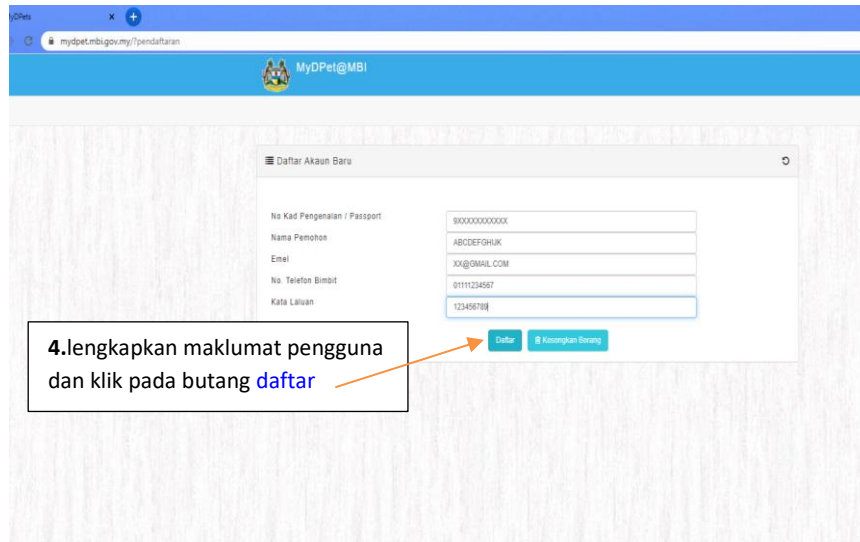 yDPets
mydpet.mbi.gov.my/?pendaftaran
MyDPet@MBI
Daftar Akaun Baru
No Kad Pengenalan / Passport
9XXXXXXXXXXX
Nama Pemohon
ABCDEFGHIJK
Emel
XX@GMAIL.COM
No. Telefon Bimbit
01111234567
Kata Laluan
123456789
Daftar
Kosongkan Borang
4.lengkapkan maklumat pengguna
dan klik pada butang daftar